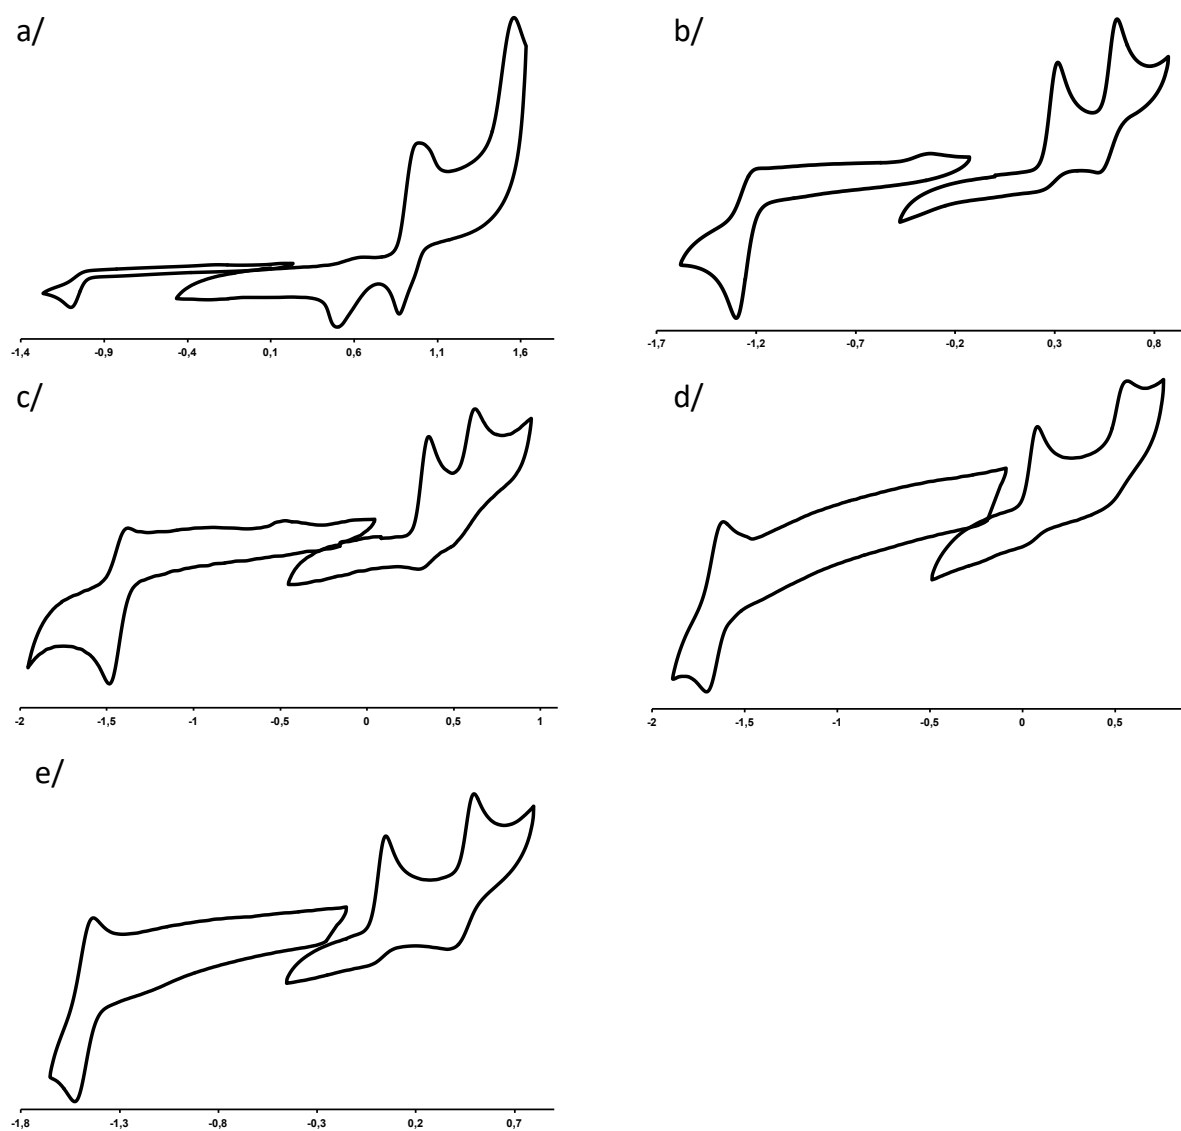 a/
b/
-1,4 -0,9 -0,4 0,1 0,6 1,1 1,6
-1,7 -1,2 -0,7 -0,2 0,3 0,8
c/
d/
-2 -1,5 -1 -0,5 0 0,5 1
-2 -1,5 -1 -0,5 0 0,5
e/
-1,8 -1,3 -0,8 -0,3 0,2 0,7